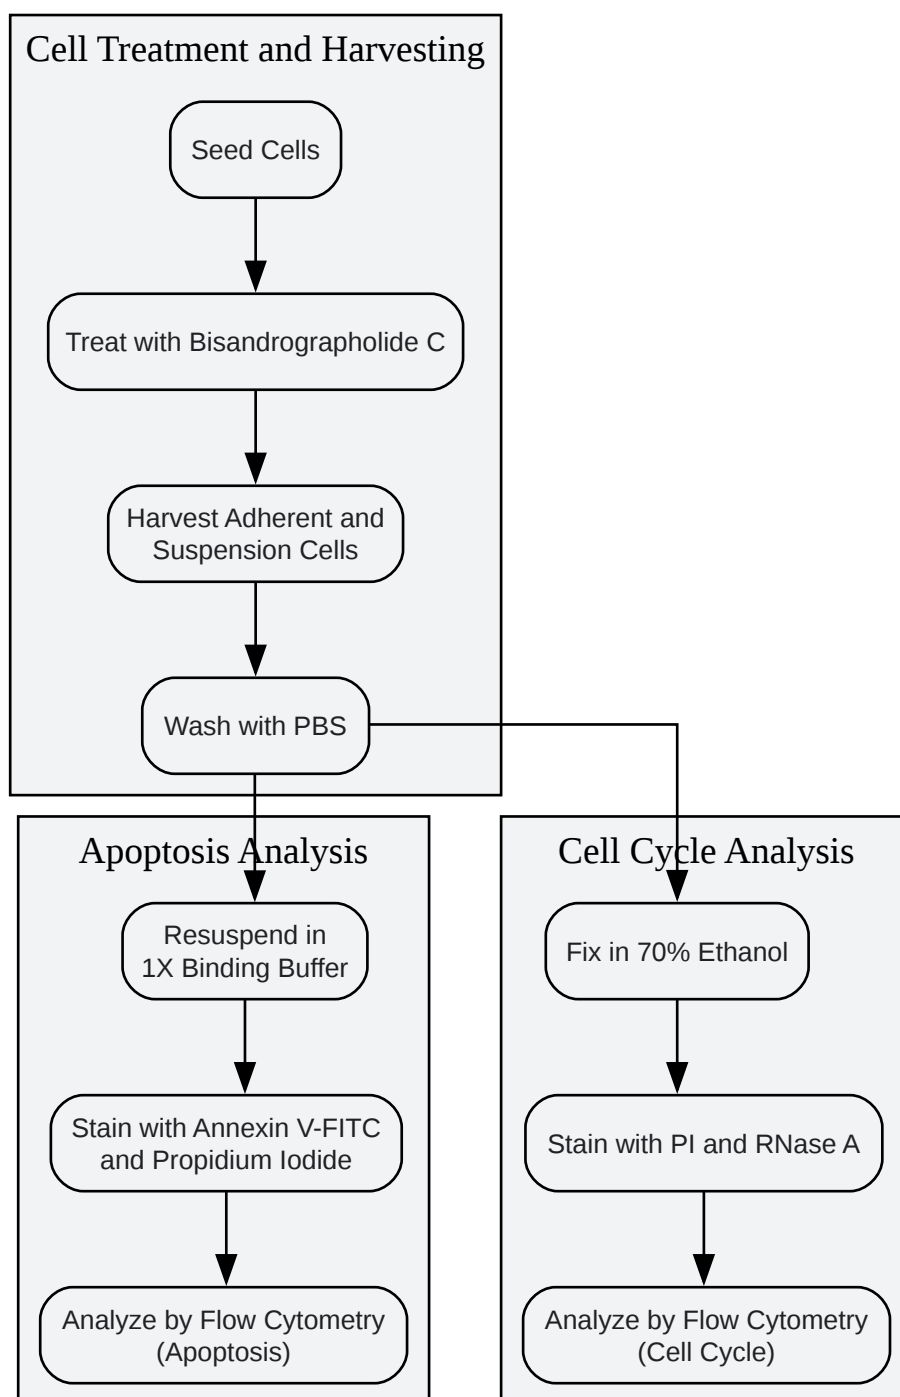 Cell Treatment and Harvesting
Seed Cells
Treat with Bisandrographolide C
Harvest Adherent and
Suspension Cells
Wash with PBS
Apoptosis Analysis
Resuspend in
1X Binding Buffer
Stain with Annexin V-FITC
and Propidium Iodide
Analyze by Flow Cytometry
(Apoptosis)
Cell Cycle Analysis
Fix in 70% Ethanol
Stain with PI and RNase A
Analyze by Flow Cytometry
(Cell Cycle)